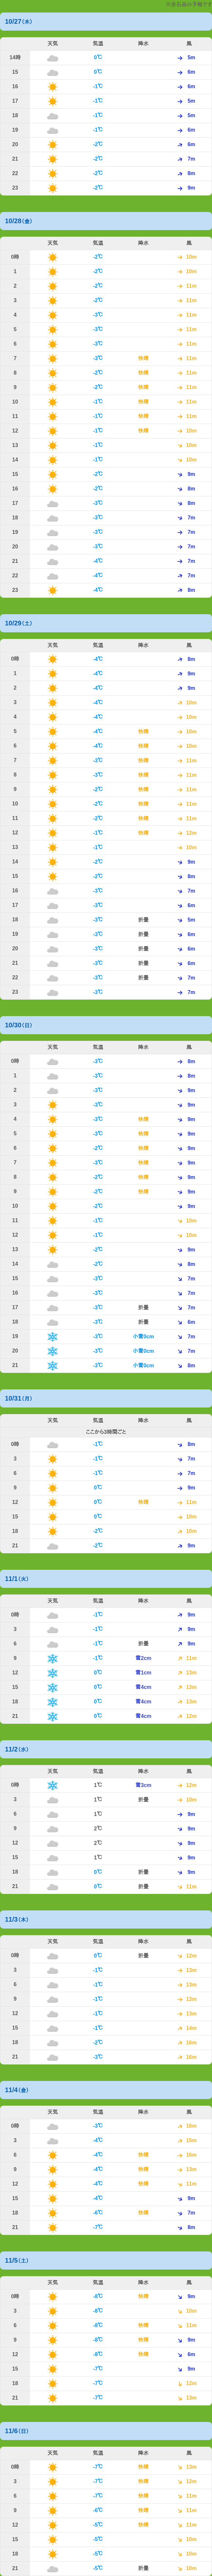 10/27(木)
天気 気温 降水 風
14時 0℃ 5m
15 0℃ 6m
16 -1℃ 6m
17 -1℃ 5m
18 -1℃ 5m
19 -1℃ 6m
20 -2℃ 6m
21 -2℃ 7m
22 -2℃ 8m
23 -2℃ 9m
10/28(金)
天気 気温 降水 風
0時 -2℃ 10m
1 -2℃ 10m
2 -2℃ 11m
3 -2℃ 11m
4 -3℃ 11m
5 -3℃ 11m
6 -3℃ 11m
7 -3℃ 快晴 11m
8 -2℃ 快晴 11m
9 -2℃ 快晴 11m
10 -1℃ 快晴 11m
11 -1℃ 快晴 11m
12 -1℃ 快晴 10m
13 -1℃ 10m
14 -1℃ 10m
15 -2℃ 9m
16 -2℃ 8m
17 -3℃ 8m
18 -3℃ 7m
19 -3℃ 7m
20 -3℃ 7m
21 -4℃ 7m
22 -4℃ 7m
23 -4℃ 8m
10/29(土)
天気 気温 降水 風
0時 -4℃ 8m
1 -4℃ 9m
2 -4℃ 9m
3 -4℃ 10m
4 -4℃ 10m
5 -4℃ 快晴 10m
6 -4℃ 快晴 10m
7 -3℃ 快晴 11m
8 -3℃ 快晴 11m
9 -2℃ 快晴 11m
10 -2℃ 快晴 11m
11 -2℃ 快晴 11m
12 -1℃ 快晴 12m
13 -1℃ 10m
14 -2℃ 9m
15 -2℃ 8m
16 -3℃ 7m
17 -3℃ 6m
18 -3℃ 折曇 5m
19 -3℃ 折曇 6m
20 -3℃ 折曇 6m
21 -3℃ 折曇 6m
22 -3℃ 折曇 7m
23 -3℃ 7m
10/30(日)
天気 気温 降水 風
0時 -3℃ 8m
1 -3℃ 8m
2 -3℃ 9m
3 -3℃ 9m
4 -3℃ 快晴 9m
5 -3℃ 快晴 9m
6 -2℃ 快晴 9m
7 -3℃ 快晴 9m
8 -2℃ 快晴 9m
9 -2℃ 快晴 9m
10 -2℃ 9m
11 -1℃ 10m
12 -1℃ 10m
13 -2℃ 9m
14 -2℃ 8m
15 -3℃ 7m
16 -3℃ 7m
17 -3℃ 折曇 7m
18 -3℃ 折曇 6m
19 -3℃ 小雪0cm 7m
20 -3℃ 小雪0cm 7m
21 -3℃ 小雪0cm 8m
10/31(月)
天気 気温 降水 風
ここから3時間ごと
0時 -1℃ 8m
3 -1℃ 7m
6 -1℃ 7m
9 0℃ 9m
12 0℃ 快晴 11m
15 0℃ 10m
18 -2℃ 10m
21 -2℃ 9m
11/1(火)
天気 気温 降水 風
0時 -1℃ 9m
3 -1℃ 9m
6 -1℃ 折曇 9m
9 -1℃ 雪2cm 11m
12 0℃ 雪1cm 13m
15 0℃ 雪4cm 13m
18 0℃ 雪4cm 13m
21 0℃ 雪4cm 12m
11/2(水)
天気 気温 降水 風
0時 1℃ 雪3cm 12m
3 1℃ 折曇 10m
6 1℃ 9m
9 2℃ 9m
12 2℃ 9m
15 1℃ 9m
18 0℃ 折曇 9m
21 0℃ 折曇 11m
11/3(木)
天気 気温 降水 風
0時 0℃ 折曇 12m
3 -1℃ 13m
6 -1℃ 13m
9 -1℃ 13m
12 -1℃ 13m
15 -1℃ 14m
18 -2℃ 16m
21 -3℃ 16m
11/4(金)
天気 気温 降水 風
0時 -3℃ 16m
3 -4℃ 15m
6 -4℃ 快晴 16m
9 -4℃ 快晴 13m
12 -4℃ 快晴 11m
15 -4℃ 9m
18 -6℃ 快晴 7m
21 -7℃ 8m
11/5(土)
天気 気温 降水 風
0時 -8℃ 快晴 9m
3 -8℃ 10m
6 -8℃ 快晴 11m
9 -8℃ 快晴 9m
12 -8℃ 快晴 6m
15 -7℃ 9m
18 -7℃ 12m
21 -7℃ 13m
11/6(日)
天気 気温 降水 風
0時 -7℃ 快晴 13m
3 -7℃ 快晴 12m
6 -7℃ 快晴 11m
9 -6℃ 快晴 11m
12 -5℃ 快晴 11m
15 -5℃ 10m
18 -5℃ 10m
21 -5℃ 折曇 10m